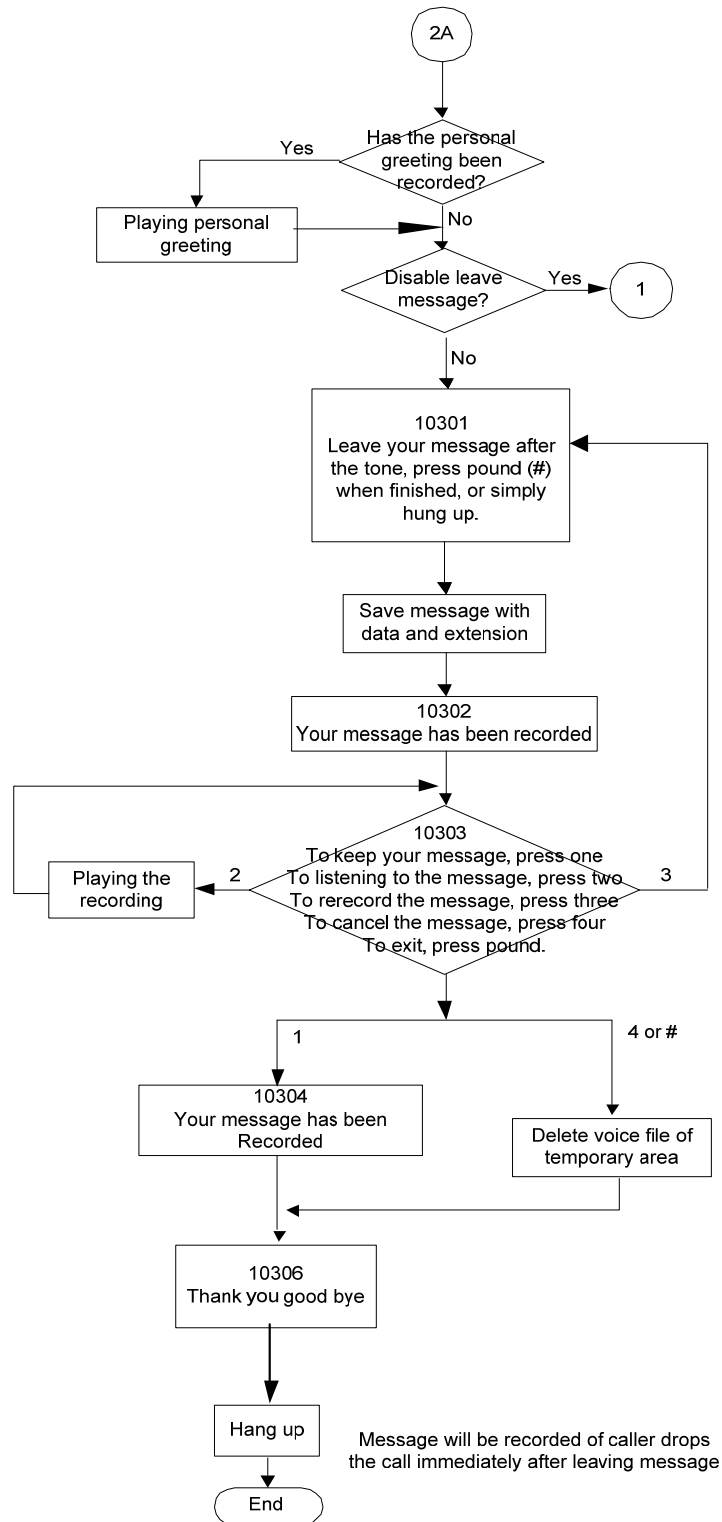 2A
Has the personal
greeting been
recorded?
Yes
Playing personal
greeting
No
Disable leave
message?
Yes
1
No
10301
Leave your message after
the tone, press pound (#)
when finished, or simply
hung up.
Save message with
data and extension
10302
Your message has been recorded
10303
To keep your message, press one
To listening to the message, press two
To rerecord the message, press three
To cancel the message, press four
To exit, press pound.
2
Playing the
recording
3
1
4 or #
10304
Your message has been
Recorded
Delete voice file of
temporary area
10306
Thank you good bye
Hang up
Message will be recorded of caller drops
the call immediately after leaving message
End